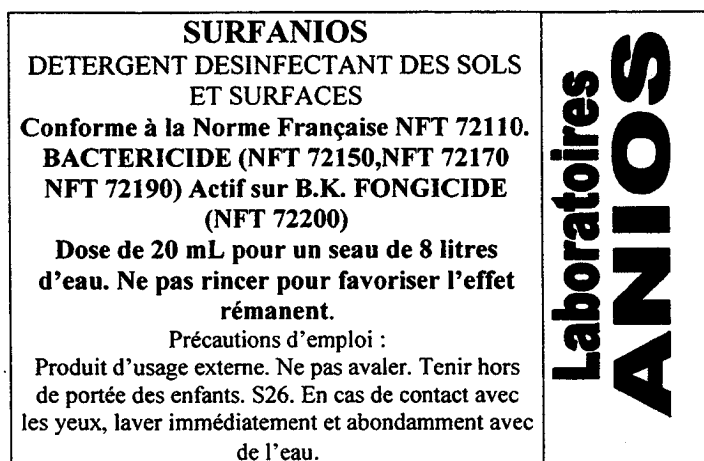 SURFANIOS
DETERGENT DESINFECTANT DES SOLS
ET SURFACES
Conforme à la Norme Française NFT 72110.
BACTERICIDE (NFT 72150,NFT 72170
NFT 72190) Actif sur B.K. FONGICIDE
(NFT 72200)
Dose de 20 mL pour un seau de 8 litres
d'eau. Ne pas rincer pour favoriser l'effet
rémanent.
Précautions d'emploi :
Produit d'usage externe. Ne pas avaler. Tenir hors
de portée des enfants. S26. En cas de contact avec
les yeux, laver immédiatement et abondamment avec
de l'eau.
Laboratoires
ANIOS